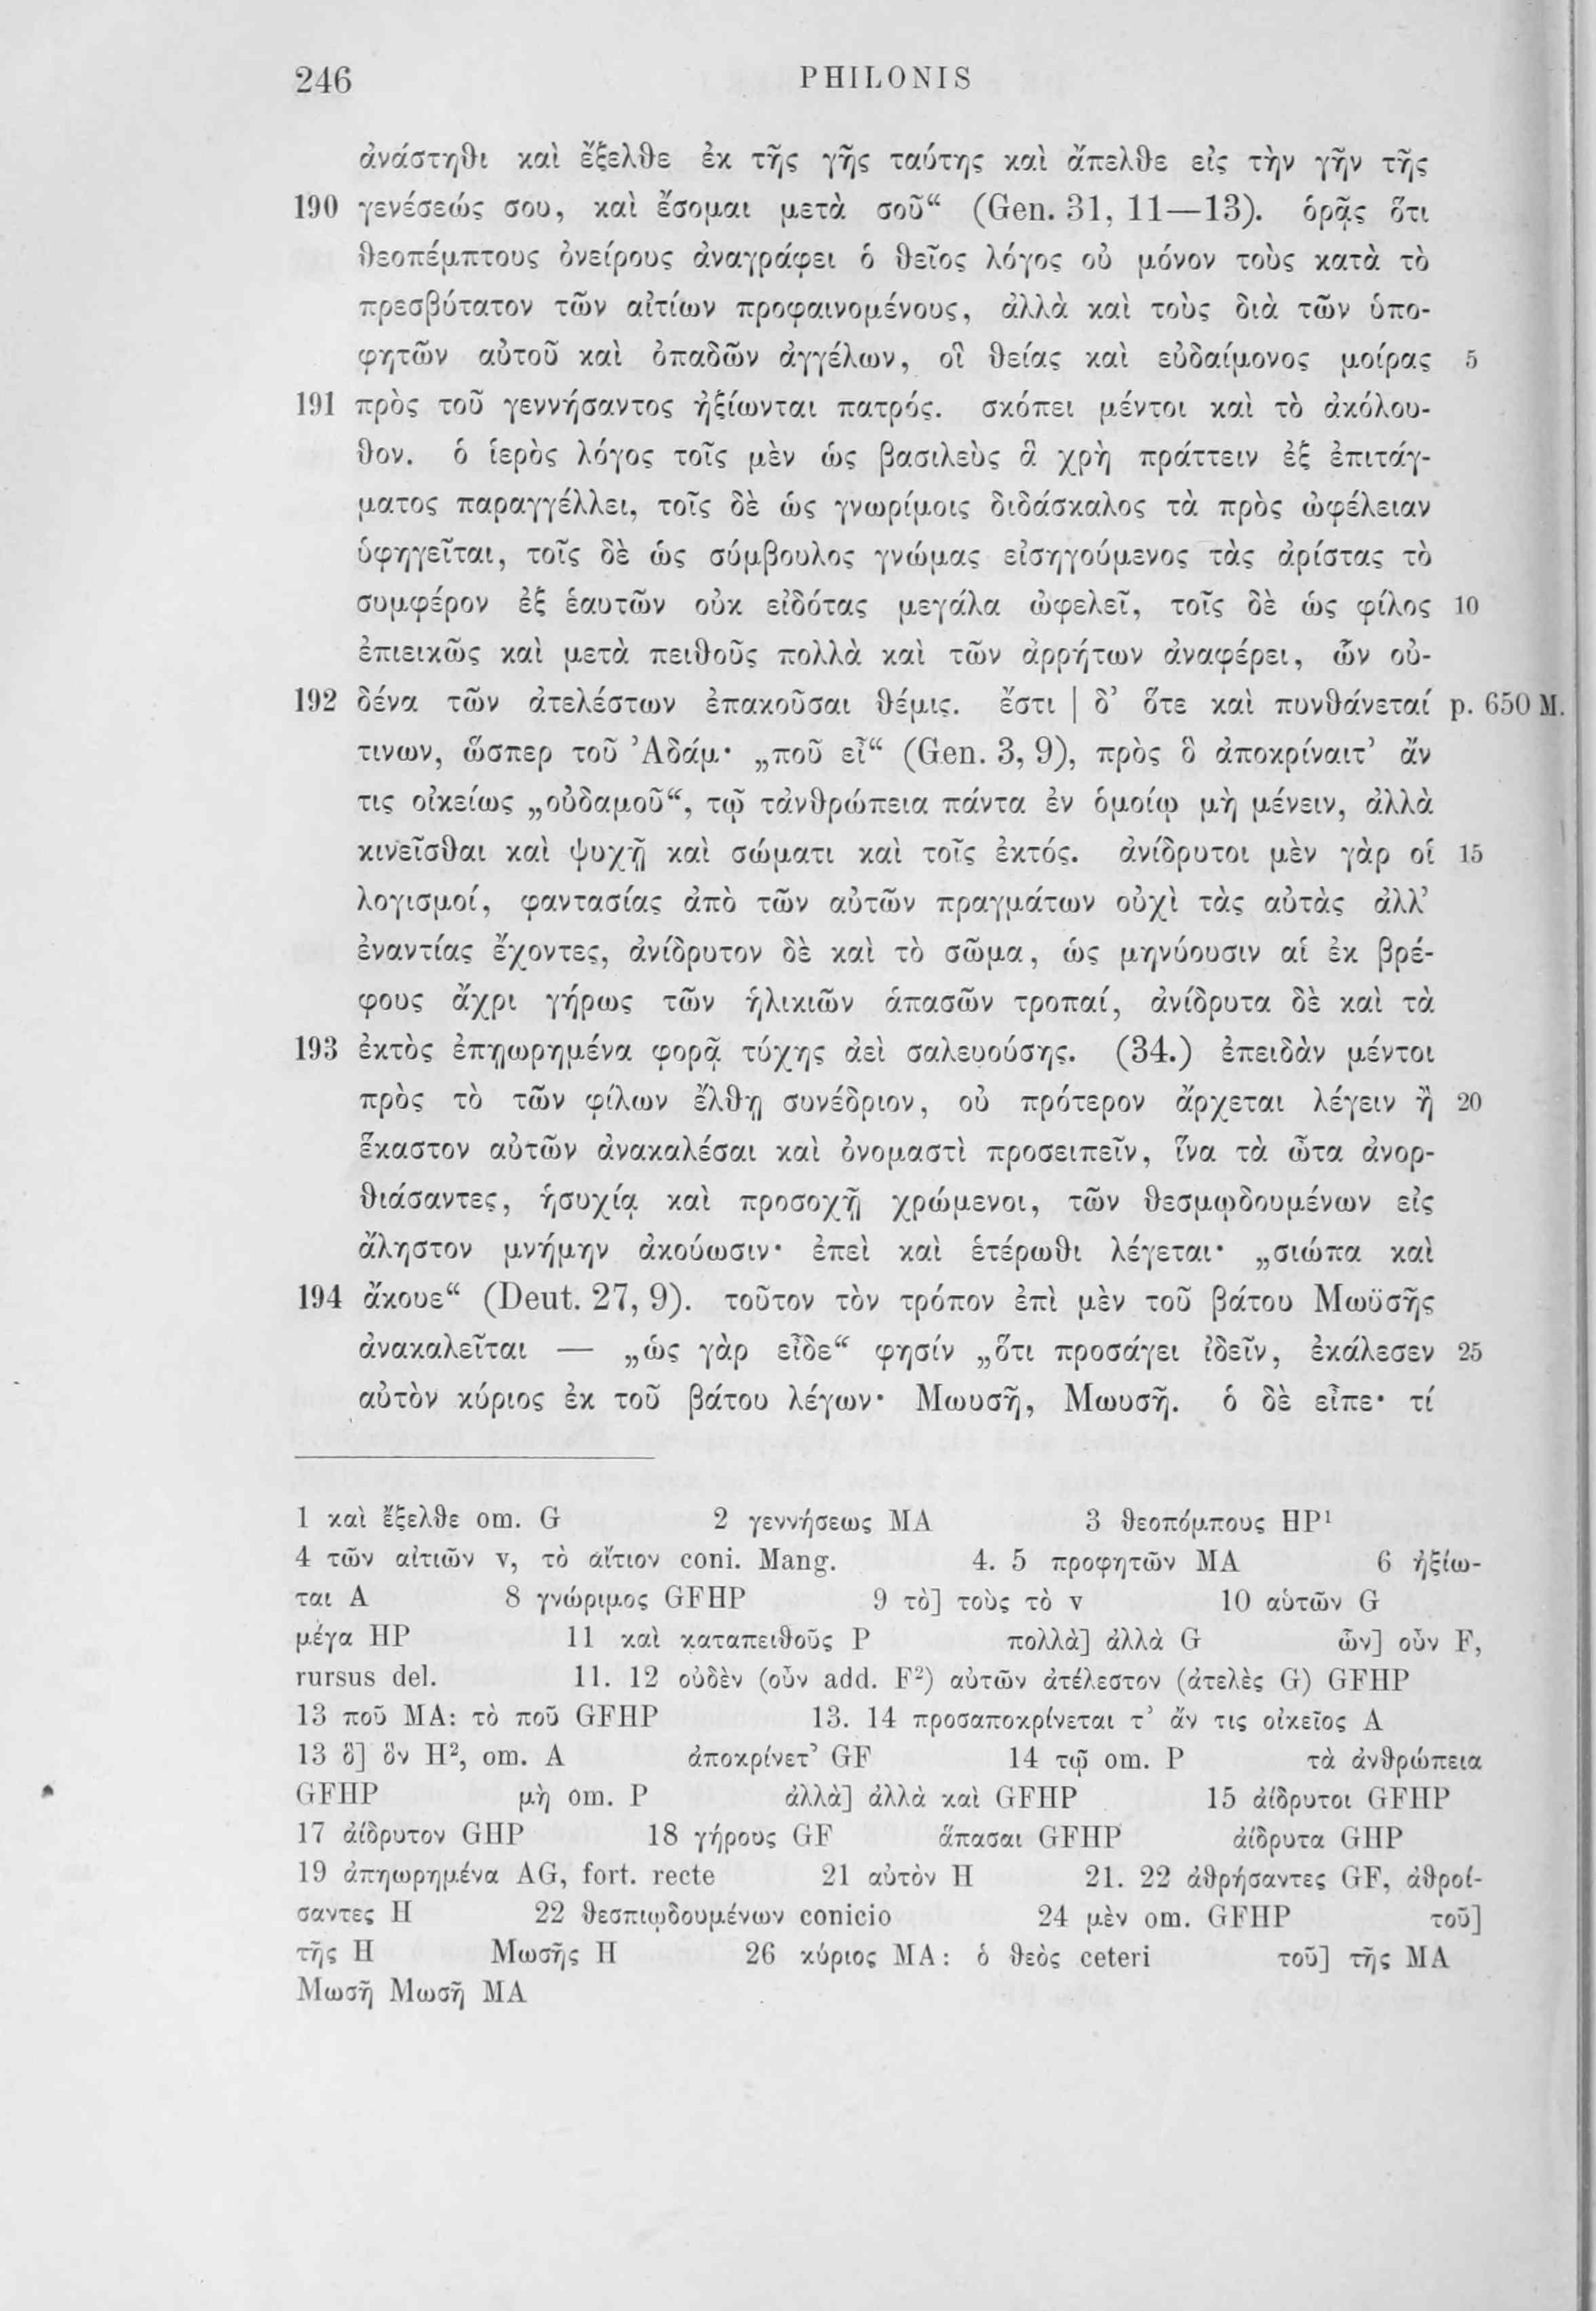 246 PHILONIS
ἀνάστηθι καὶ ἔξελθε ἐκ τῆς γῆς ταύτης καὶ ἄπελθε εἰς τὴν γῆν τῆς
190 γενέσεώς σου, καὶ ἔσομαι μετὰ σοῦ“ (Gen. 31, 11—13). ὁρᾷς ὅτι
θεοπέμπτους ὀνείρους ἀναγράφει ὁ θεῖος λόγος οὐ μόνον τοὺς κατὰ τὸ
πρεσβύτατον τῶν αἰτίων προφαινομένους, ἀλλὰ καὶ τοὺς διὰ τῶν ὑπο-
φητῶν αὐτοῦ καὶ ὀπαδῶν ἀγγέλων, οἳ θείας καὶ εὐδαίμονος μοίρας 5
191 πρὸς τοῦ γεννήσαντος ἠξίωνται πατρός. σκόπει μέντοι καὶ τὸ ἀκόλου-
θον. ὁ ἱερὸς λόγος τοῖς μὲν ὡς βασιλεὺς ἃ χρὴ πράττειν ἐξ ἐπιτάγ-
ματος παραγγέλλει, τοῖς δὲ ὡς γνωρίμοις διδάσκαλος τὰ πρὸς ὠφέλειαν
ὑφηγεῖται, τοῖς δὲ ὡς σύμβουλος γνώμας εἰσηγούμενος τὰς ἀρίστας τὸ
συμφέρον ἐξ ἑαυτῶν οὐκ εἰδότας μεγάλα ὠφελεῖ, τοῖς δὲ ὡς φίλος 10
ἐπιεικῶς καὶ μετὰ πειθοῦς πολλὰ καὶ τῶν ἀρρήτων ἀναφέρει, ὧν οὐ-
192 δένα τῶν ἀτελέστων ἐπακοῦσαι θέμις. ἔστι | δ’ ὅτε καὶ πυνθάνεταί p. 650 M.
τινων, ὥσπερ τοῦ Ἀδάμ· „ποῦ εἶ“ (Gen. 3, 9), πρὸς ὃ ἀποκρίναιτ’ ἄν
τις οἰκείως „οὐδαμοῦ“, τῷ τἀνθρώπεια πάντα ἐν ὁμοίῳ μὴ μένειν, ἀλλὰ
κινεῖσθαι καὶ ψυχῇ καὶ σώματι καὶ τοῖς ἐκτός. ἀνίδρυτοι μὲν γὰρ οἱ 15
λογισμοί, φαντασίας ἀπὸ τῶν αὐτῶν πραγμάτων οὐχὶ τὰς αὐτὰς ἀλλ’
ἐναντίας ἔχοντες, ἀνίδρυτον δὲ καὶ τὸ σῶμα, ὡς μηνύουσιν αἱ ἐκ βρέ-
φους ἄχρι γήρως τῶν ἡλικιῶν ἁπασῶν τροπαί, ἀνίδρυτα δὲ καὶ τὰ
193 ἐκτὸς ἐπῃωρημένα φορᾷ τύχης ἀεὶ σαλευούσης. (34.) ἐπειδὰν μέντοι
πρὸς τὸ τῶν φίλων ἔλθῃ συνέδριον, οὐ πρότερον ἄρχεται λέγειν ἢ 20
ἕκαστον αὐτῶν ἀνακαλέσαι καὶ ὀνομαστὶ προσειπεῖν, ἵνα τὰ ὦτα ἀνορ-
θιάσαντες, ἡσυχίᾳ καὶ προσοχῇ χρώμενοι, τῶν θεσμῳδουμένων εἰς
ἄληστον μνήμην ἀκούωσιν· ἐπεὶ καὶ ἑτέρωθι λέγεται· „σιώπα καὶ
194 ἄκουε“ (Deut. 27, 9). τοῦτον τὸν τρόπον ἐπὶ μὲν τοῦ βάτου Μωϋσῆς
ἀνακαλεῖται — „ὡς γὰρ εἶδε“ φησίν „ὅτι προσάγει ἰδεῖν, ἐκάλεσεν 25
αὐτὸν κύριος ἐκ τοῦ βάτου λέγων· Μωυσῆ, Μωυσῆ. ὁ δὲ εἶπε· τί
1 καὶ ἔξελθε om. G 2 γεννήσεως MA 3 θεοπόμπους HP¹
4 τῶν αἰτιῶν v, τὸ αἴτιον coni. Mang. 4. 5 προφητῶν MA 6 ἠξίω-
ται A 8 γνώριμος GFHP 9 τὸ] τοὺς τὸ v 10 αὐτῶν G
μέγα HP 11 καὶ καταπειθοῦς P πολλὰ] ἀλλὰ G ὧν] οὖν F,
rursus del. 11. 12 οὐδὲν (οὖν add. F²) αὐτῶν ἀτέλεστον (ἀτελὲς G) GFHP
13 ποῦ MA: τὸ ποῦ GFHP 13. 14 προσαποκρίνεται τ’ ἄν τις οἰκεῖος A
13 ὃ] ὃν H², om. A ἀποκρίνετ’ GF 14 τῷ om. P τὰ ἀνθρώπεια
GFHP μὴ om. P ἀλλὰ] ἀλλὰ καὶ GFHP 15 ἀίδρυτοι GFHP
17 ἀίδρυτον GHP 18 γήρους GF ἅπασαι GFHP ἀίδρυτα GHP
19 ἀπῃωρημένα AG, fort. recte 21 αὐτὸν H 21. 22 ἀθρήσαντες GF, ἀθροί-
σαντες H 22 θεσπιῳδουμένων conicio 24 μὲν om. GFHP τοῦ]
τῆς H Μωσῆς H 26 κύριος MA: ὁ θεὸς ceteri τοῦ] τῆς MA
Μωσῆ Μωσῆ MA